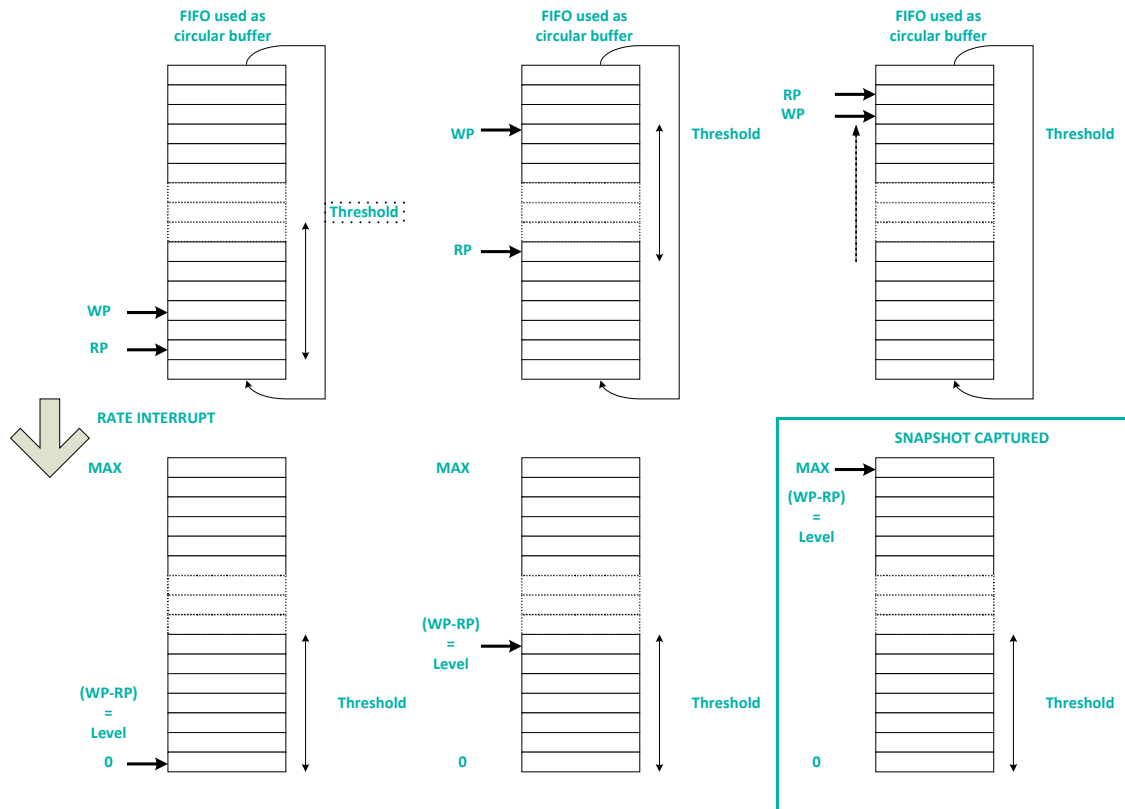 FIFO used as
circular buffer
FIFO used as
circular buffer
FIFO used as
circular buffer
WP
RP
Threshold
WP
RP
Threshold
RP
WP
Threshold
RATE INTERRUPT
MAX
(WP-RP)
=
Level
0
Threshold
MAX
(WP-RP)
=
Level
0
Threshold
SNAPSHOT CAPTURED
MAX
(WP-RP)
=
Level
0
Threshold